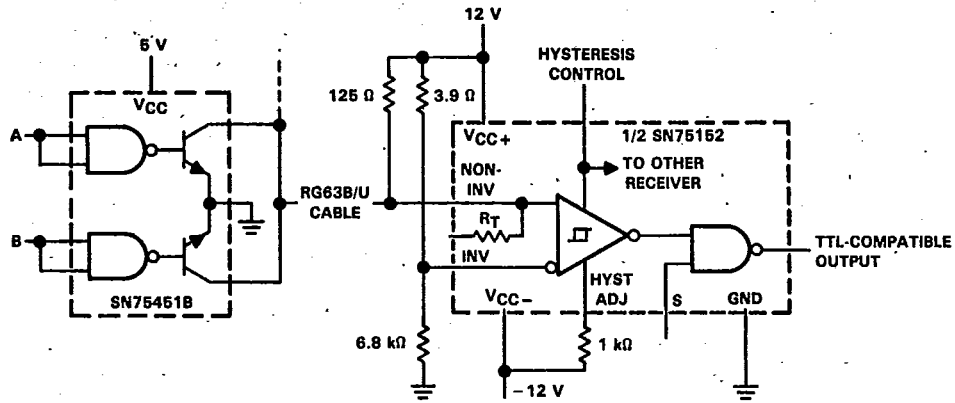 12 V
5 V
HYSTERESIS
CONTROL
125 Ω
3.9 Ω
VCC
VCC+
1/2 SN75152
A
TO OTHER
RECEIVER
NON-
INV
RG63B/U
CABLE
RT
B
INV
TTL-COMPATIBLE
OUTPUT
HYST
ADJ
SN75451B
VCC−
S
GND
6.8 kΩ
1 kΩ
−12 V